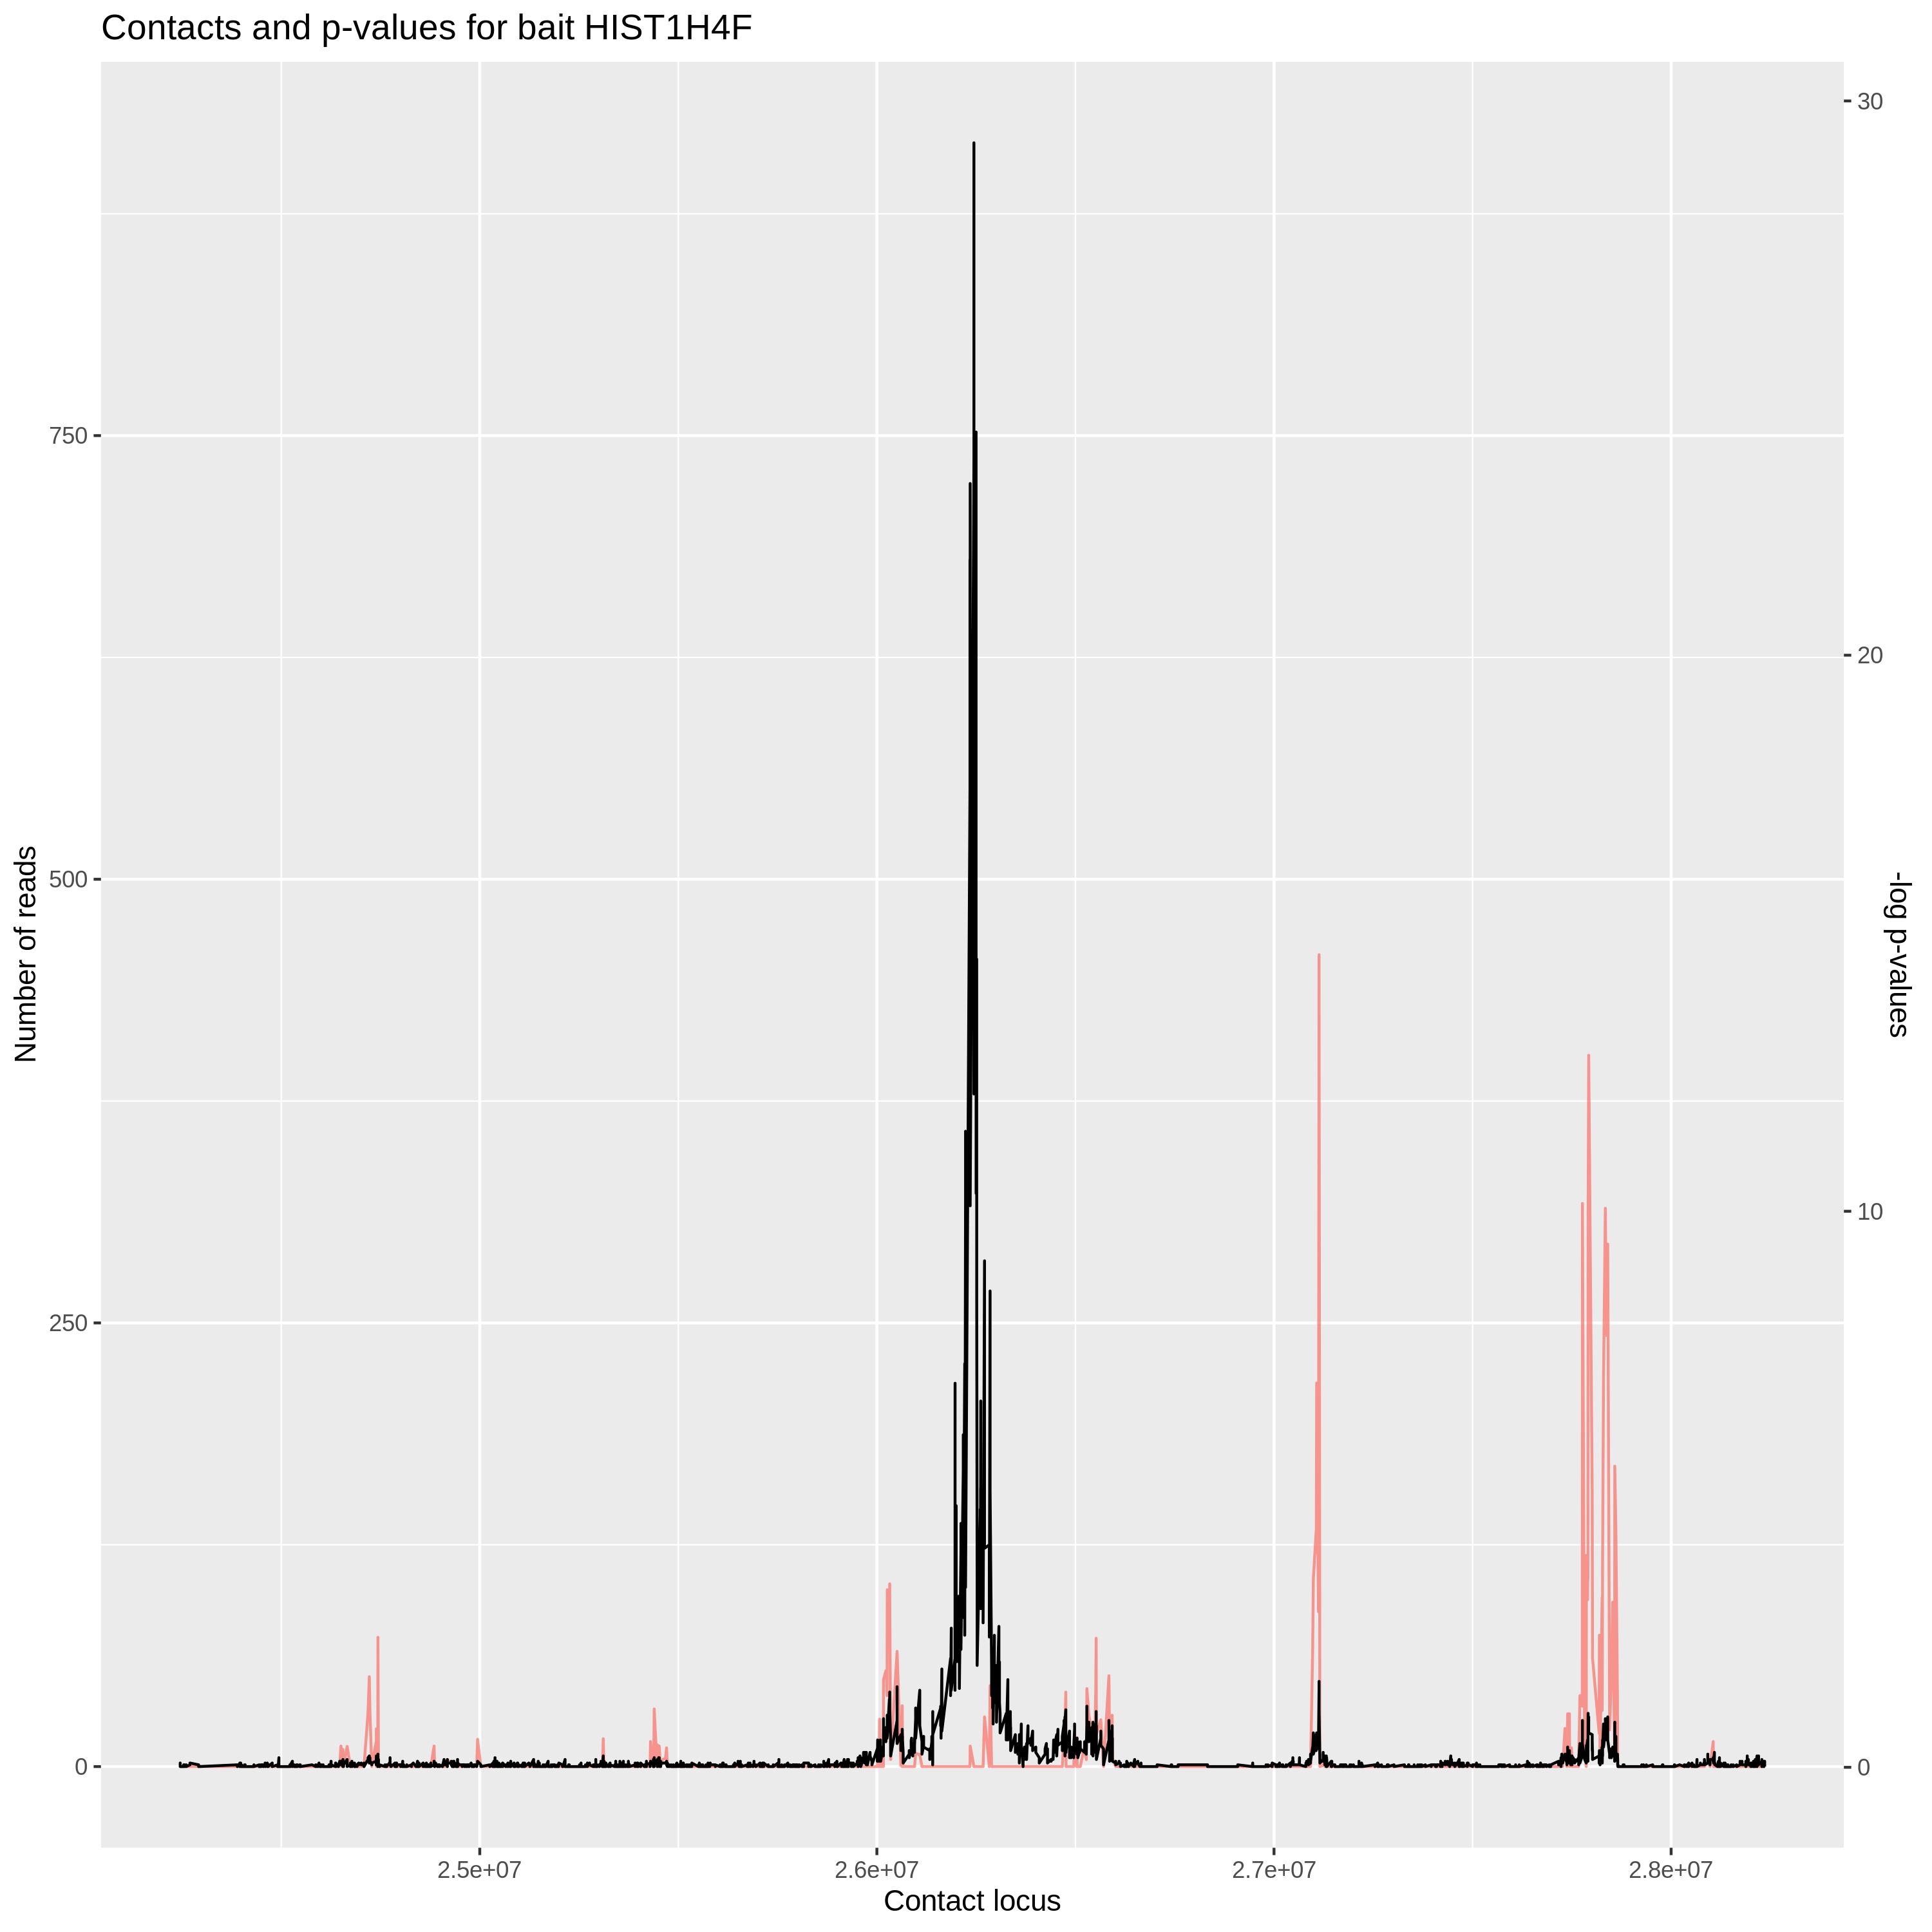 Contacts and p-values for bait HIST1H4F
30
750
20
500
Number of reads
-log p-values
10
250
0
0
2.5e+07
2.6e+07
2.7e+07
2.8e+07
Contact locus